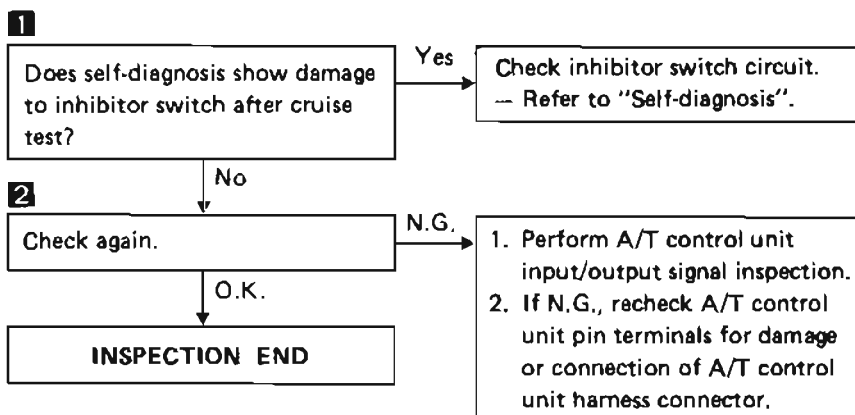 1
Does self-diagnosis show damage
to inhibitor switch after cruise
test?
Yes
Check inhibitor switch circuit.
— Refer to "Self-diagnosis".
No
2
Check again.
N.G.
1. Perform A/T control unit
input/output signal inspection.
2. If N.G., recheck A/T control
unit pin terminals for damage
or connection of A/T control
unit harness connector.
O.K.
INSPECTION END